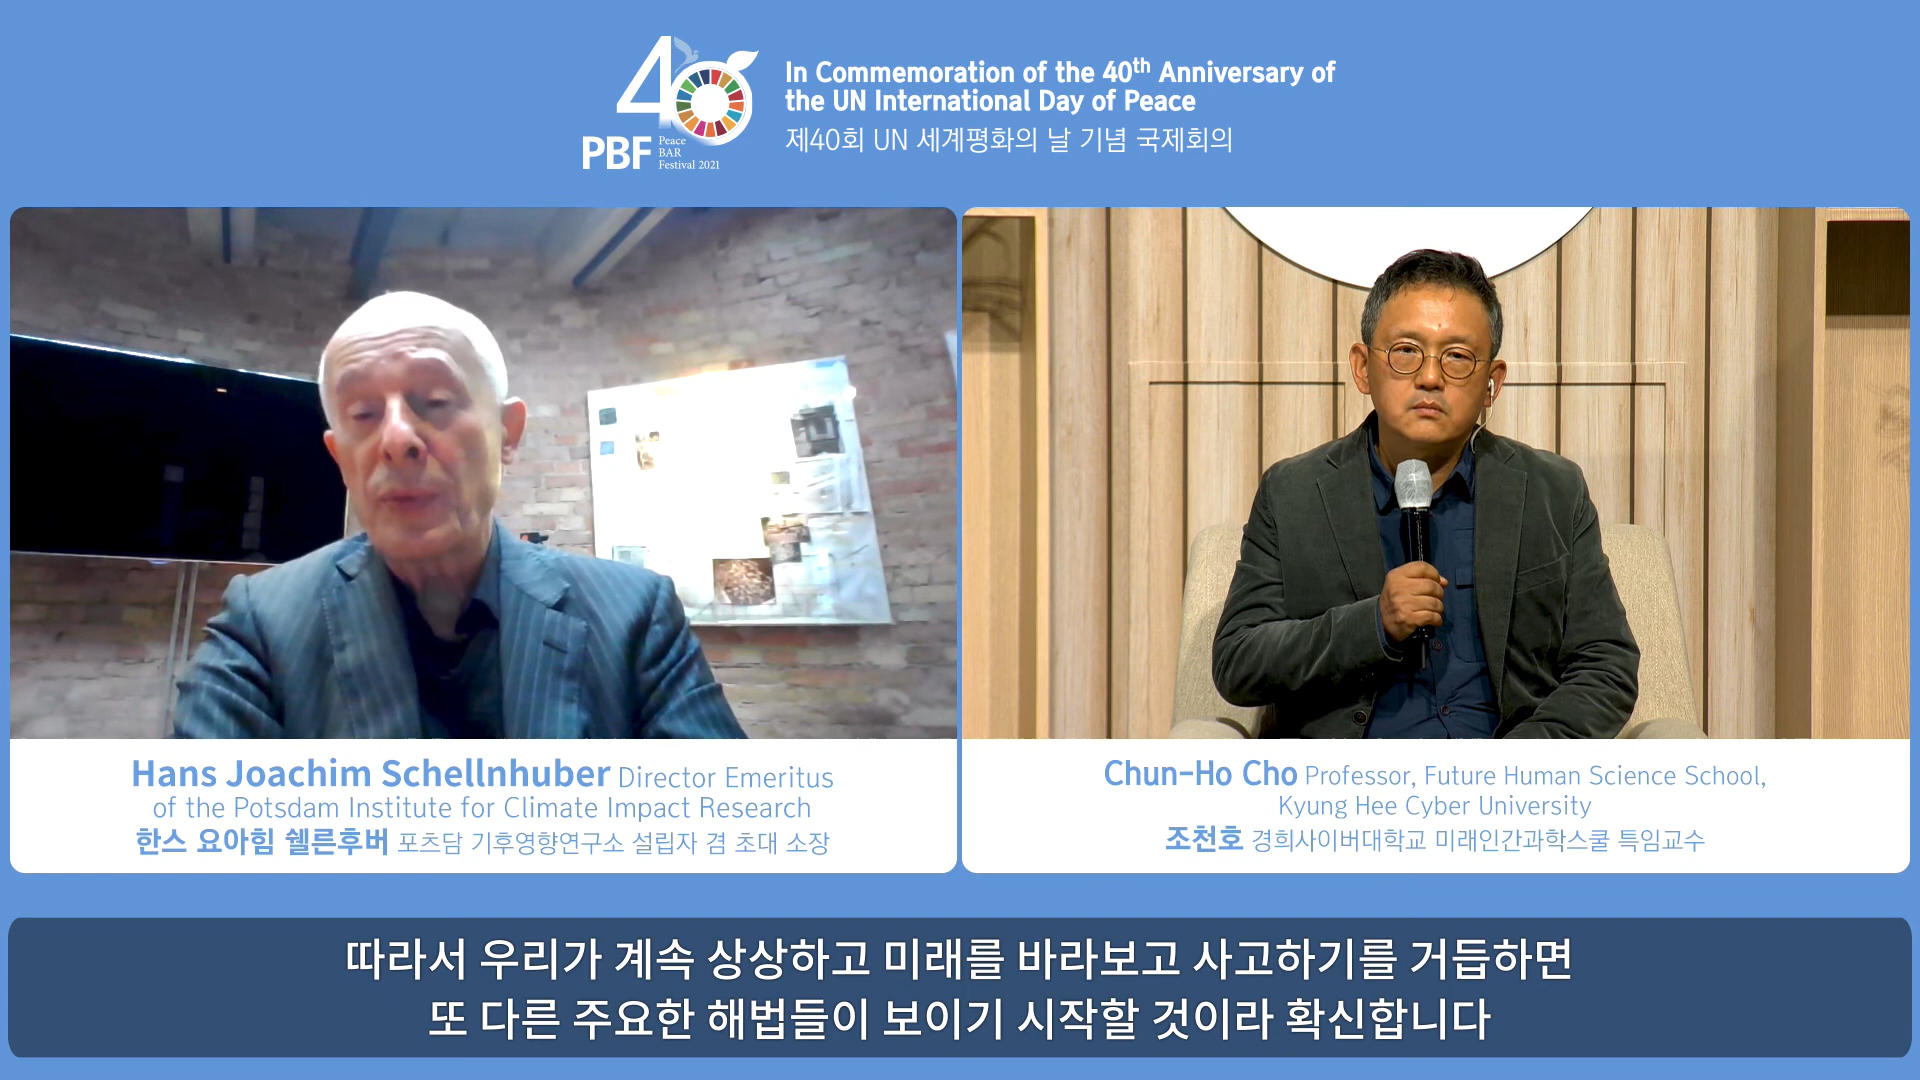 40
PBF
Peace
BAR
Festival 2021
In Commemoration of the 40th Anniversary of
the UN International Day of Peace
제40회 UN 세계평화의 날 기념 국제회의
Hans Joachim Schellnhuber Director Emeritus
of the Potsdam Institute for Climate Impact Research
한스 요아힘 쉘른후버 포츠담 기후영향연구소 설립자 겸 초대 소장
Chun-Ho Cho Professor, Future Human Science School,
Kyung Hee Cyber University
조천호 경희사이버대학교 미래인간과학스쿨 특임교수
따라서 우리가 계속 상상하고 미래를 바라보고 사고하기를 거듭하면
또 다른 주요한 해법들이 보이기 시작할 것이라 확신합니다